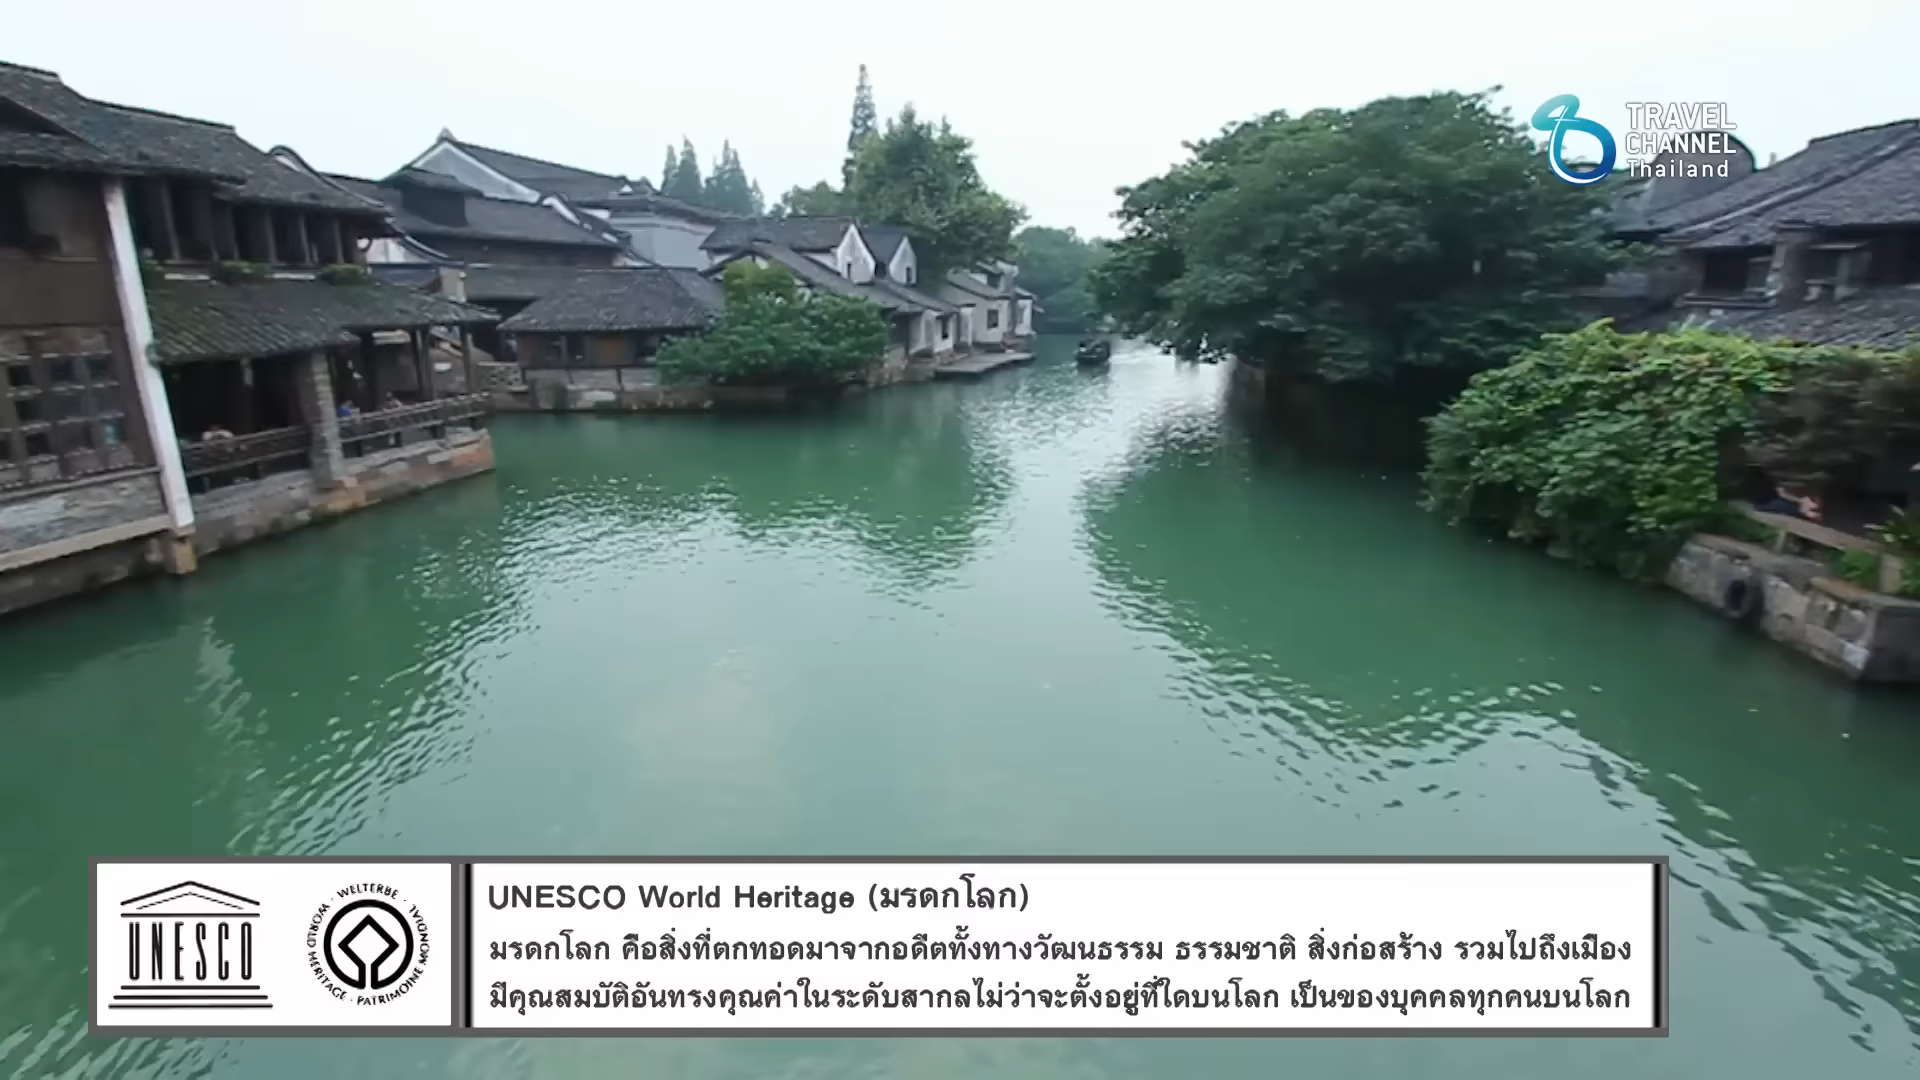 TRAVEL
CHANNEL
Thailand
UNESCO
WELTERBE · WORLD HERITAGE · PATRIMOINE MONDIAL ·
UNESCO World Heritage (มรดกโลก)
มรดกโลก คือสิ่งที่ตกทอดมาจากอดีตทั้งทางวัฒนธรรม ธรรมชาติ สิ่งก่อสร้าง รวมไปถึงเมือง
มีคุณสมบัติอันทรงคุณค่าในระดับสากลไม่ว่าจะตั้งอยู่ที่ใดบนโลก เป็นของบุคคลทุกคนบนโลก